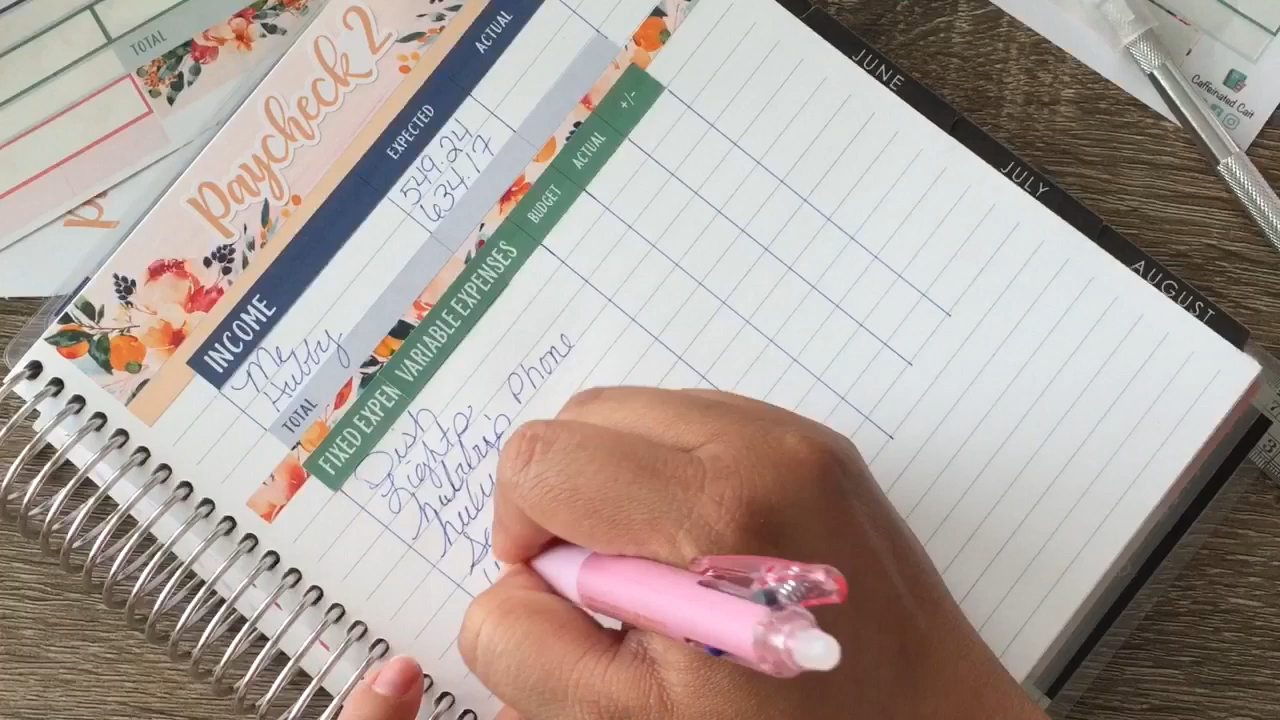 TOTAL
Paycheck 2
INCOME EXPECTED ACTUAL
Me 549.24
Hubby 634.17
TOTAL
FIXED EXPEN VARIABLE EXPENSES BUDGET ACTUAL +/-
Dish
Lights
hubby's Phone
JUNE
JULY
AUGUST
Caffeinated Cait